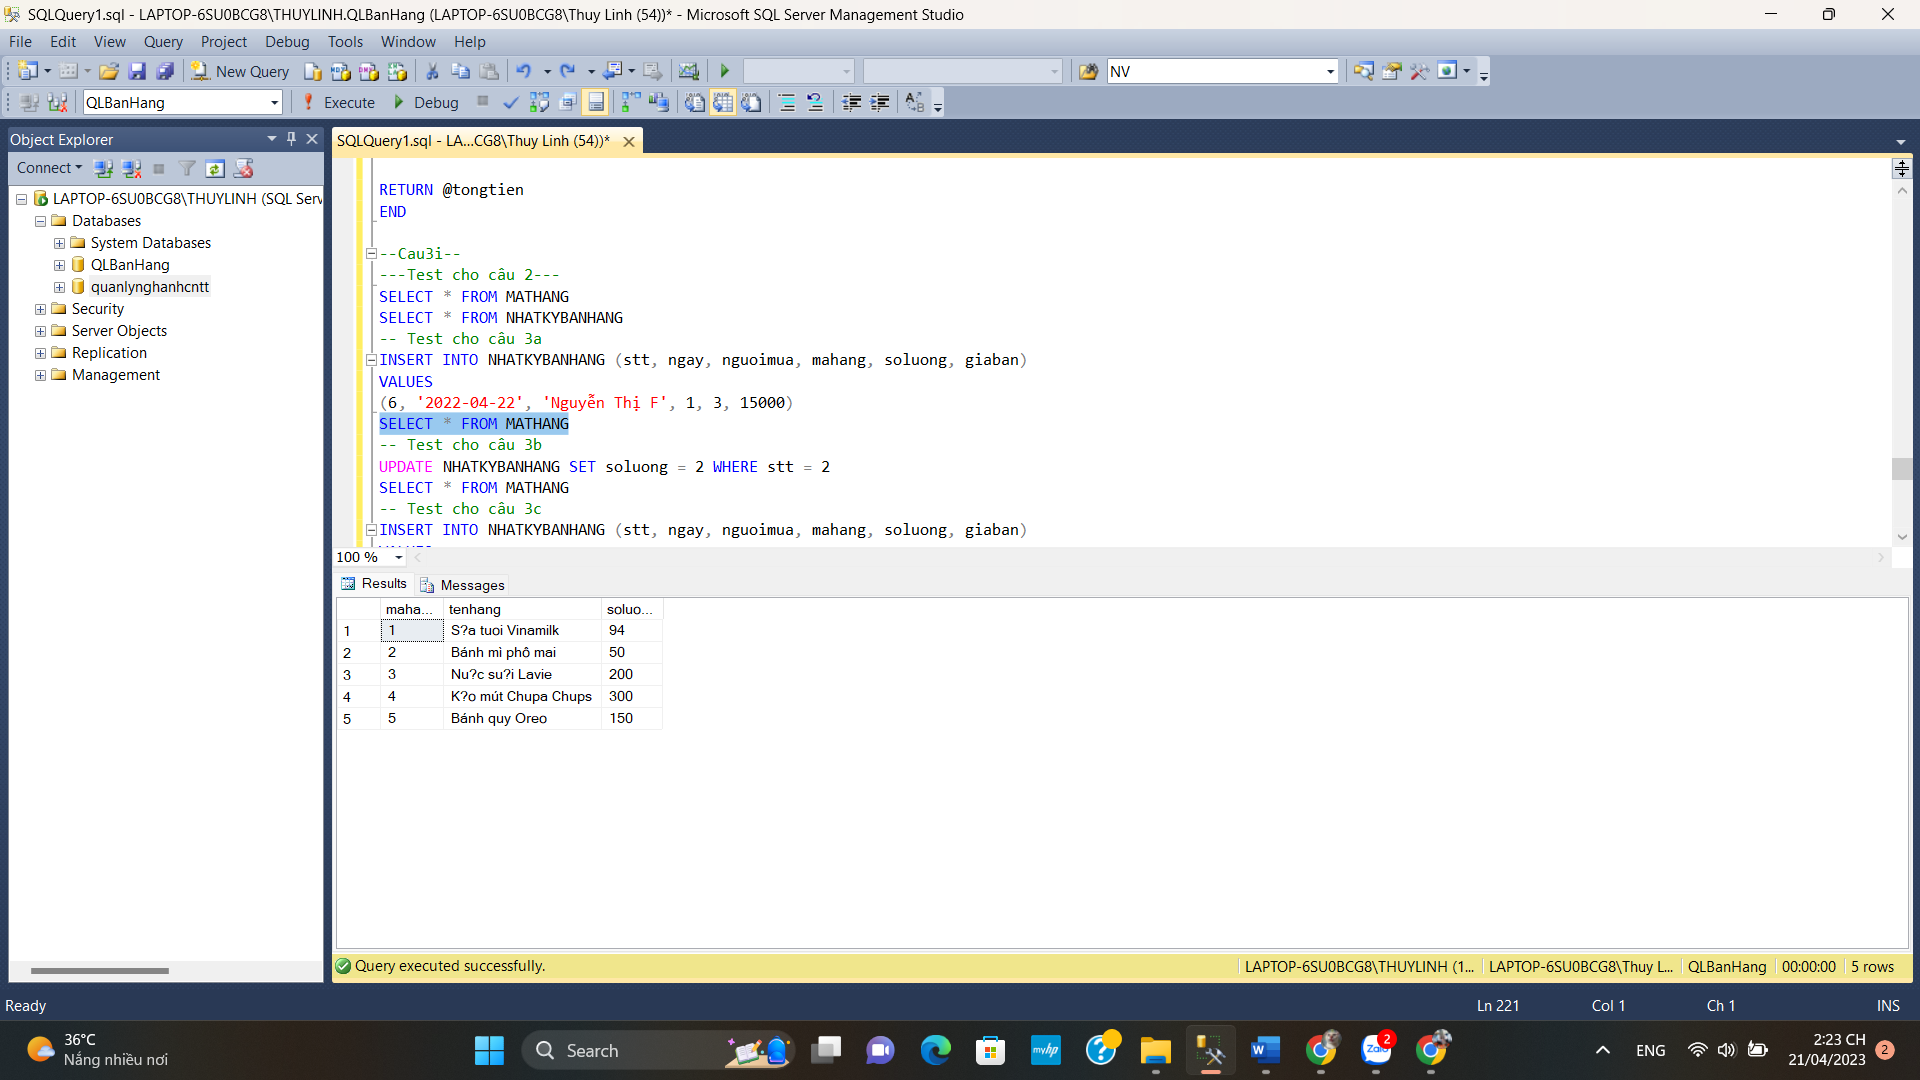 SQLQuery1.sql - LAPTOP-6SU0BCG8\THUYLINH.QLBanHang (LAPTOP-6SU0BCG8\Thuy Linh (54))* - Microsoft SQL Server Management Studio
File Edit View Query Project Debug Tools Window Help
New Query NV
QLBanHang Execute Debug
Object Explorer
Connect
LAPTOP-6SU0BCG8\THUYLINH (SQL Serv
Databases
System Databases
QLBanHang
quanlynghanhcntt
Security
Server Objects
Replication
Management
SQLQuery1.sql - LA...CG8\Thuy Linh (54))*
RETURN @tongtien
END
--Cau3i--
---Test cho câu 2---
SELECT * FROM MATHANG
SELECT * FROM NHATKYBANHANG
-- Test cho câu 3a
INSERT INTO NHATKYBANHANG (stt, ngay, nguoimua, mahang, soluong, giaban)
VALUES
(6, '2022-04-22', 'Nguyễn Thị F', 1, 3, 15000)
SELECT * FROM MATHANG
-- Test cho câu 3b
UPDATE NHATKYBANHANG SET soluong = 2 WHERE stt = 2
SELECT * FROM MATHANG
-- Test cho câu 3c
INSERT INTO NHATKYBANHANG (stt, ngay, nguoimua, mahang, soluong, giaban)
100 %
Results Messages
maha... tenhang soluo...
1 1 S?a tuoi Vinamilk 94
2 2 Bánh mì phô mai 50
3 3 Nu?c su?i Lavie 200
4 4 K?o mút Chupa Chups 300
5 5 Bánh quy Oreo 150
Query executed successfully. LAPTOP-6SU0BCG8\THUYLINH (1... LAPTOP-6SU0BCG8\Thuy L... QLBanHang 00:00:00 5 rows
Ready Ln 221 Col 1 Ch 1 INS
36°C
Nắng nhiều nơi
Search
myhp
Zalo
2
ENG
2:23 CH
21/04/2023
2